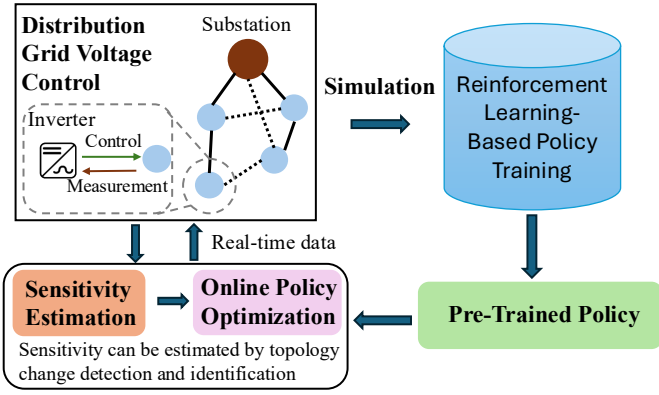 Distribution
Grid Voltage
Control
Substation
Inverter
Control
Measurement
Simulation
Reinforcement
Learning-
Based Policy
Training
Real-time data
Sensitivity
Estimation
Online Policy
Optimization
Sensitivity can be estimated by topology
change detection and identification
Pre-Trained Policy